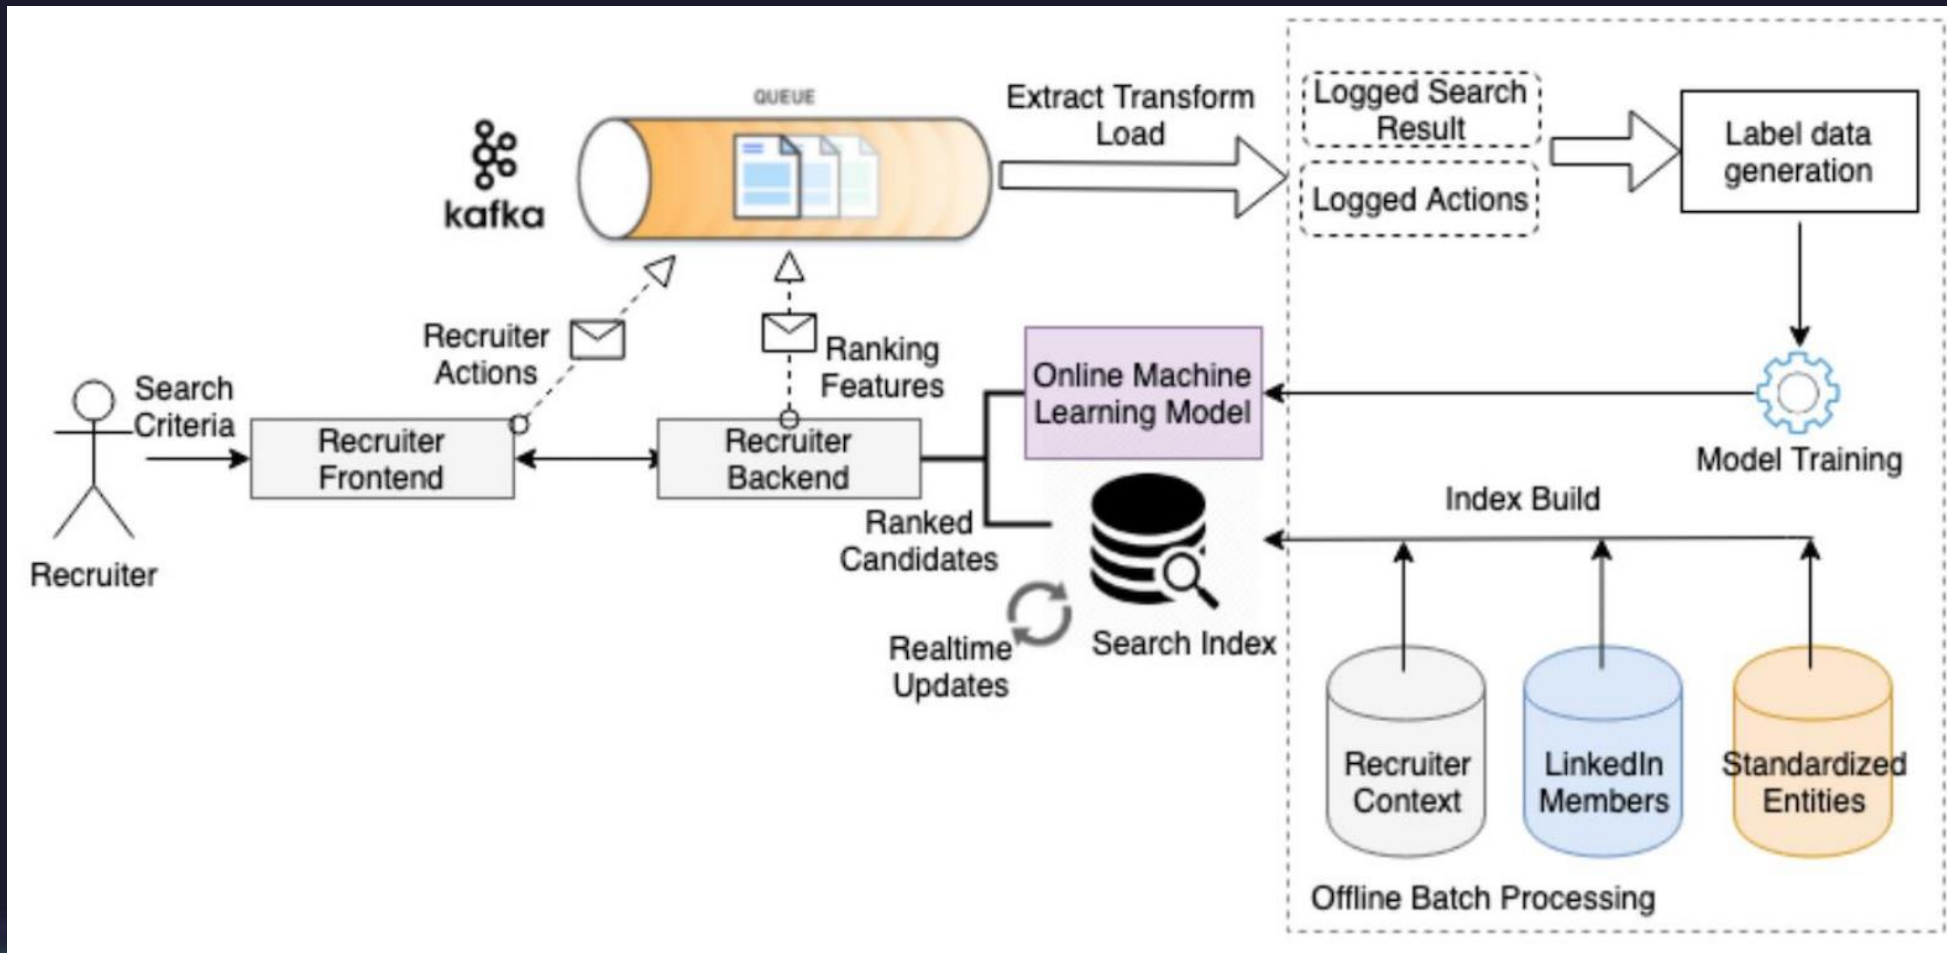 QUEUE
kafka
Extract Transform
Load
Logged Search
Result
Logged Actions
Label data
generation
Recruiter
Actions
Ranking
Features
Online Machine
Learning Model
Model Training
Search
Criteria
Recruiter
Recruiter
Frontend
Recruiter
Backend
Ranked
Candidates
Realtime
Updates
Search Index
Index Build
Recruiter
Context
LinkedIn
Members
Standardized
Entities
Offline Batch Processing